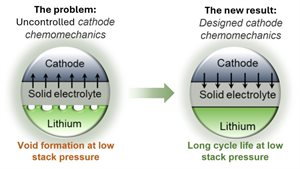 The problem:
Uncontrolled cathode
chemomechanics
Cathode
Solid electrolyte
Lithium
Void formation at low
stack pressure
The new result:
Designed cathode
chemomechanics
Cathode
Solid electrolyte
Lithium
Long cycle life at low
stack pressure